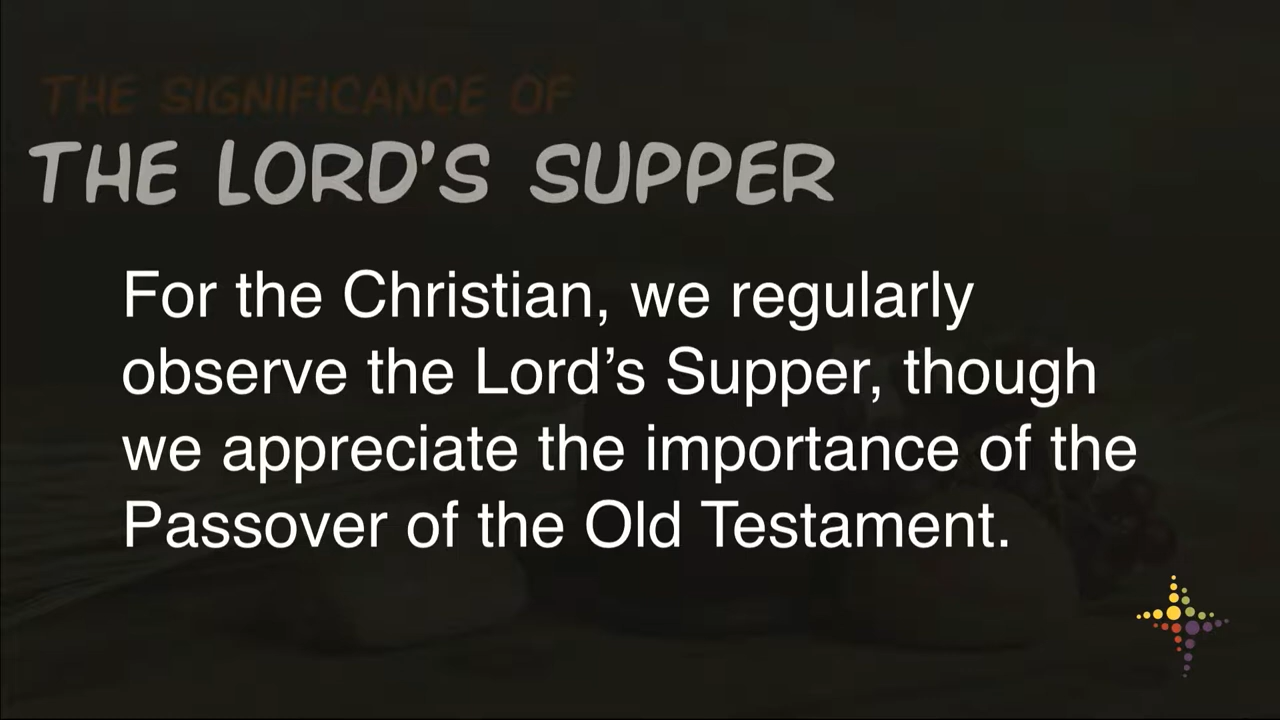 THE SIGNIFICANCE OF
THE LORD'S SUPPER
For the Christian, we regularly
observe the Lord’s Supper, though
we appreciate the importance of the
Passover of the Old Testament.